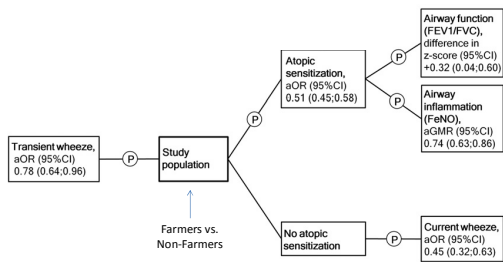 Airway function
(FEV1/FVC),
difference in
z-score (95%CI)
+0.32 (0.04;0.60)
P
Atopic
sensitization,
aOR (95%CI)
0.51 (0.45;0.58)
P
P
Airway
inflammation
(FeNO),
aGMR (95%CI)
0.74 (0.63;0.86)
Transient wheeze,
aOR (95%CI)
0.78 (0.64;0.96)
P
Study
population
Farmers vs.
Non-Farmers
No atopic
sensitization
P
Current wheeze,
aOR (95%CI)
0.45 (0.32;0.63)